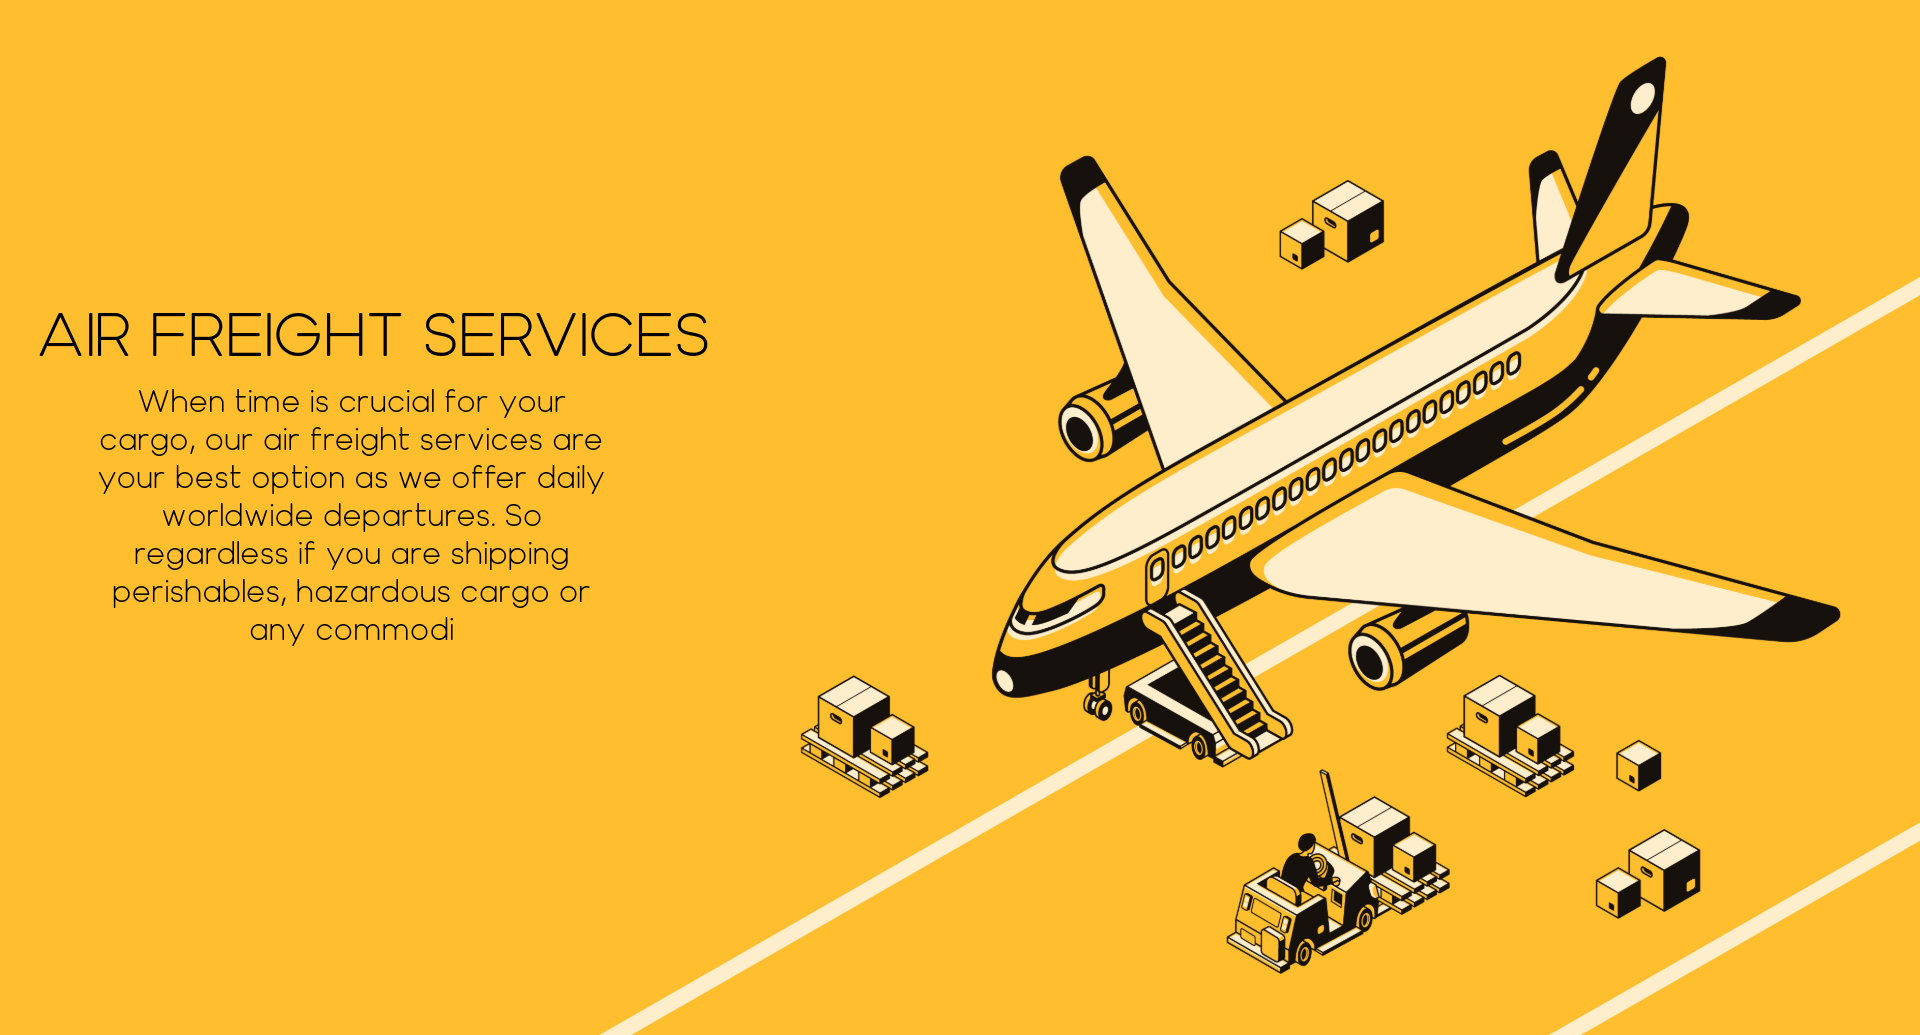 AIR FREIGHT SERVICES
When time is crucial for your
cargo, our air freight services are
your best option as we offer daily
worldwide departures. So
regardless if you are shipping
perishables, hazardous cargo or
any commodi